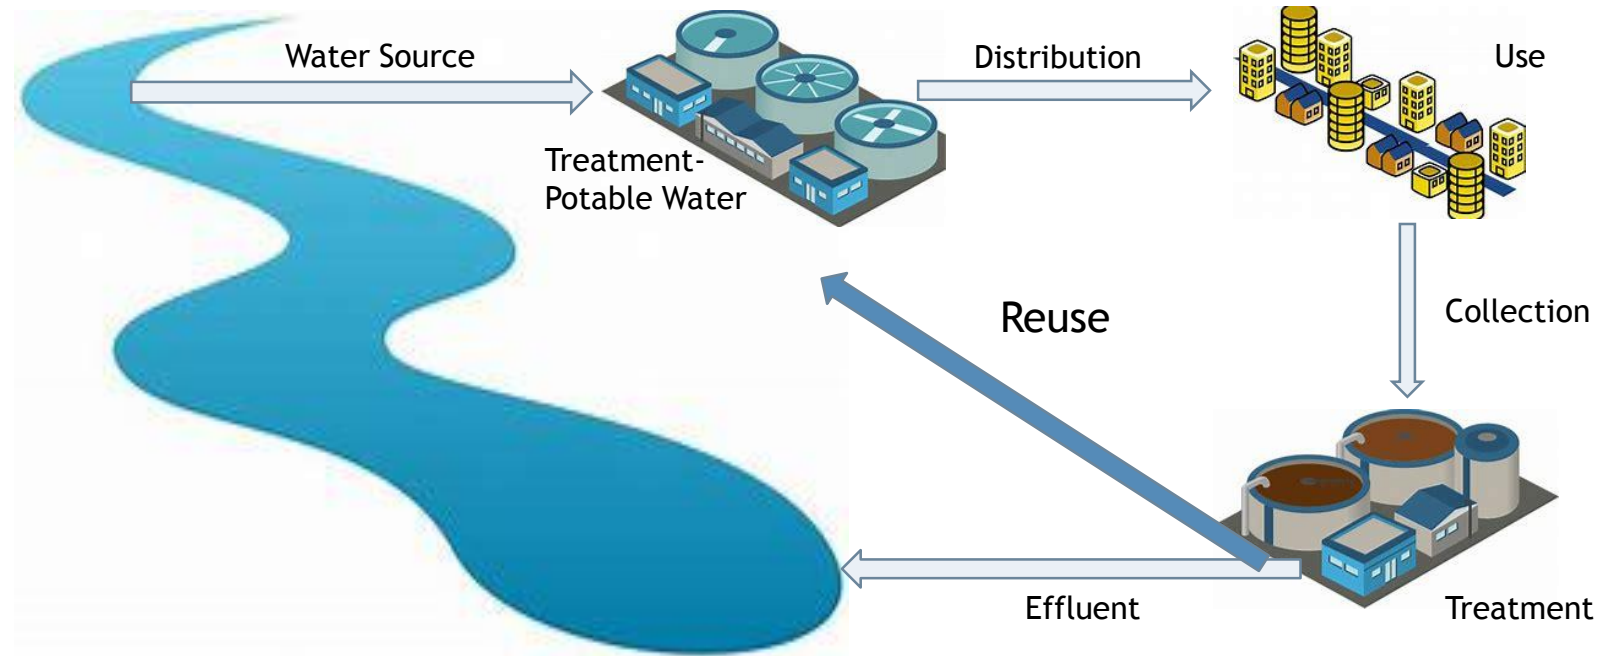 Water Source
Distribution
Use
Treatment-
Potable Water
Reuse
Collection
Effluent
Treatment